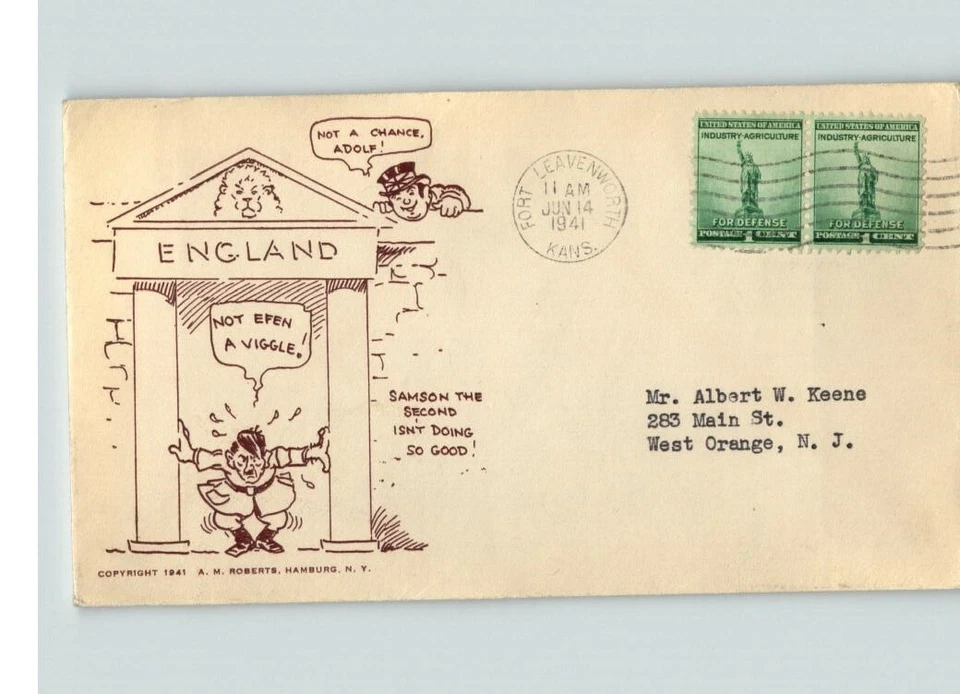 NOT A CHANCE,
ADOLF!
ENGLAND
NOT EFEN
A VIGGLE!
SAMSON THE
SECOND
ISN'T DOING
SO GOOD!
COPYRIGHT 1941 A. M. ROBERTS, HAMBURG, N. Y.
FORT LEAVENWORTH
11 AM
JUN 14
1941
KANS.
UNITED STATES OF AMERICA
INDUSTRY·AGRICULTURE
FOR DEFENSE
POSTAGE 1 CENT
UNITED STATES OF AMERICA
INDUSTRY·AGRICULTURE
FOR DEFENSE
POSTAGE 1 CENT
Mr. Albert W. Keene
283 Main St.
West Orange, N. J.